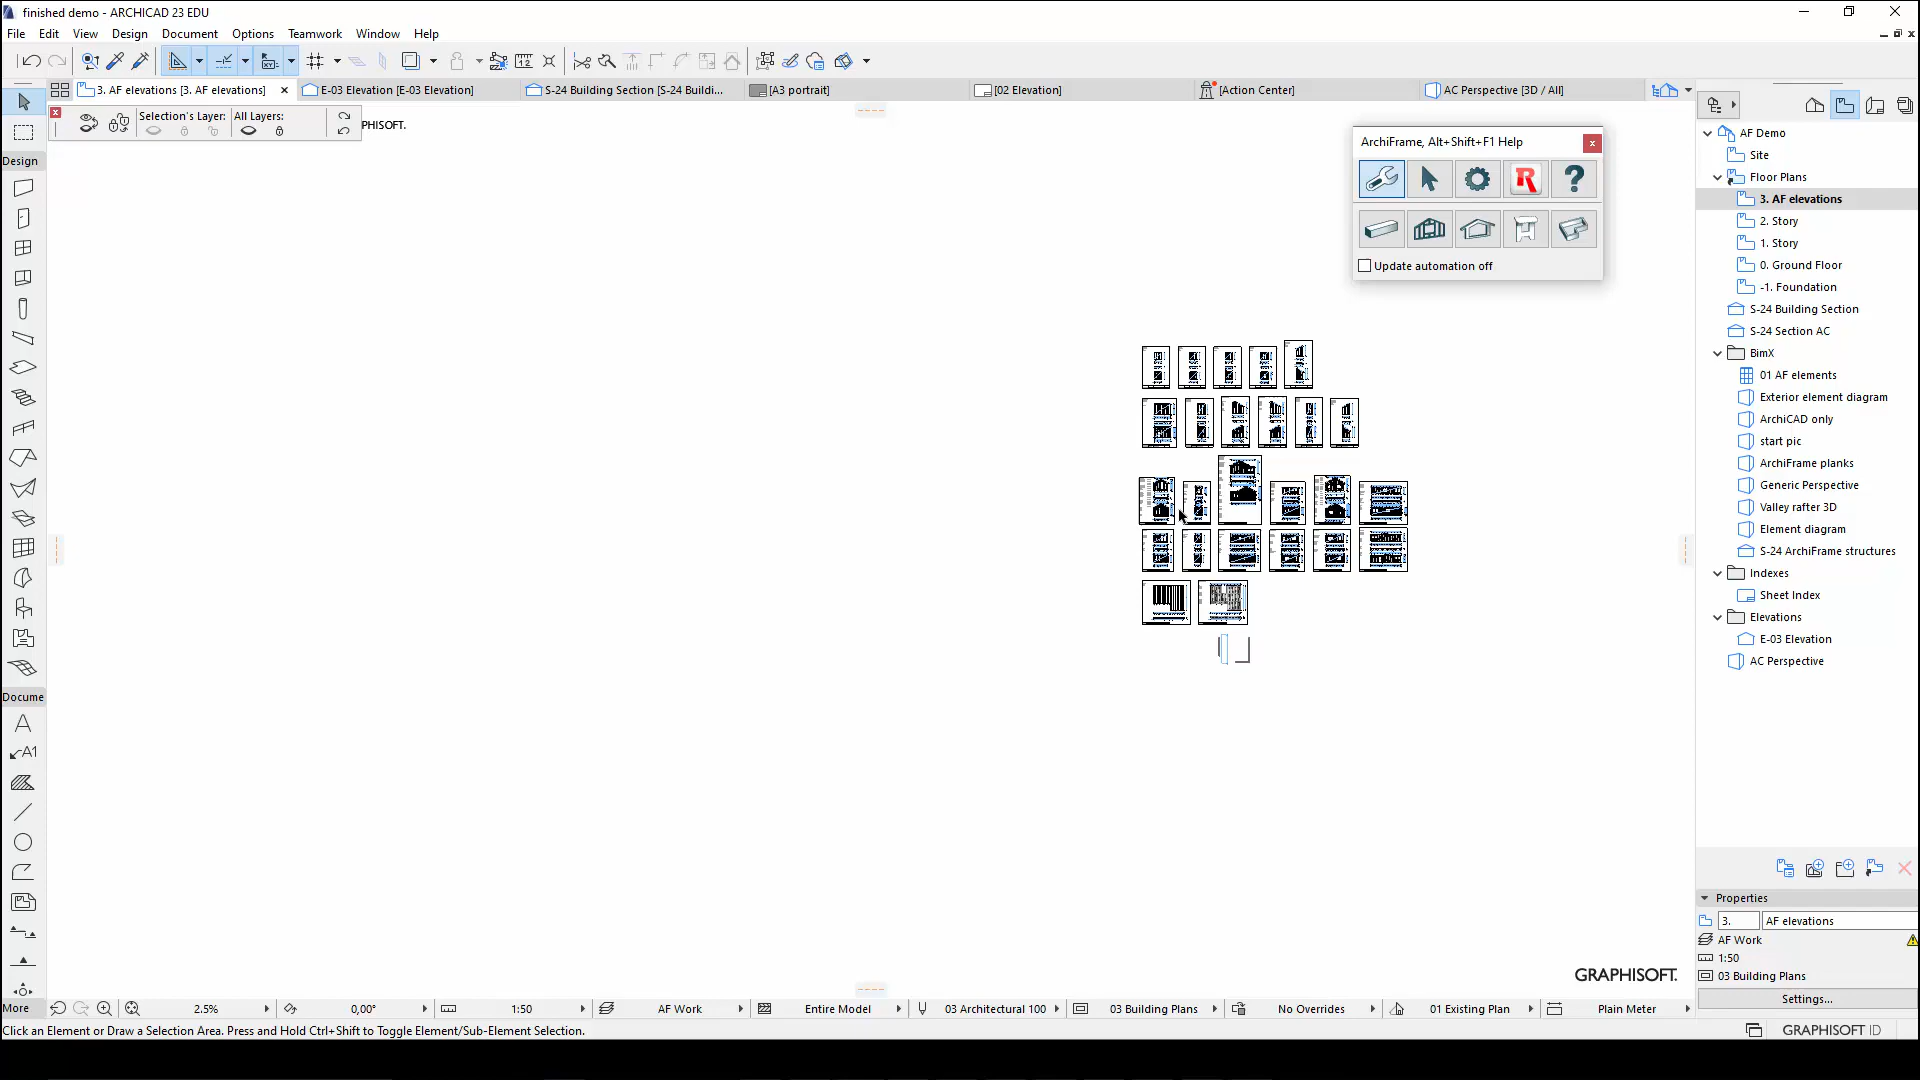 finished demo - ARCHICAD 23 EDU
File Edit View Design Document Options Teamwork Window Help
3. AF elevations [3. AF elevations] E-03 Elevation [E-03 Elevation] S-24 Building Section [S-24 Buildi... [A3 portrait] [02 Elevation] [Action Center] AC Perspective [3D / All]
Selection's Layer: All Layers:
PHISOFT.
ArchiFrame, Alt+Shift+F1 Help
Update automation off
Design
Docume
A1
More
AF Demo
Site
Floor Plans
3. AF elevations
2. Story
1. Story
0. Ground Floor
-1. Foundation
S-24 Building Section
S-24 Section AC
BimX
01 AF elements
Exterior element diagram
ArchiCAD only
start pic
ArchiFrame planks
Generic Perspective
Valley rafter 3D
Element diagram
S-24 ArchiFrame structures
Indexes
Sheet Index
Elevations
E-03 Elevation
AC Perspective
Properties
3. AF elevations
AF Work
1:50
03 Building Plans
Settings...
GRAPHISOFT.
2.5% 0,00° 1:50 AF Work Entire Model 03 Architectural 100 03 Building Plans No Overrides 01 Existing Plan Plain Meter
Click an Element or Draw a Selection Area. Press and Hold Ctrl+Shift to Toggle Element/Sub-Element Selection.
GRAPHISOFT ID